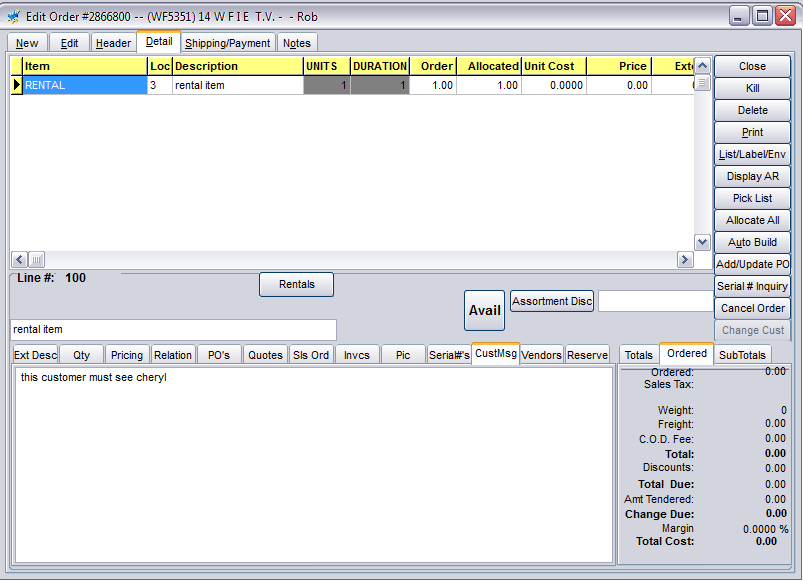 Edit Order #2866800 -- (WF5351) 14 W F I E T.V. - - Rob
New Edit Header Detail Shipping/Payment Notes
Item Loc Description UNITS DURATION Order Allocated Unit Cost Price Exte
RENTAL 3 rental item 1 1 1.00 1.00 0.0000 0.00
Close
Kill
Delete
Print
List/Label/Env
Display AR
Pick List
Allocate All
Auto Build
Add/Update PO
Serial # Inquiry
Cancel Order
Change Cust
Line #: 100
Rentals
Avail
Assortment Disc
rental item
Ext Desc Qty Pricing Relation PO's Quotes Sls Ord Invcs Pic Serial#'s CustMsg Vendors Reserve
this customer must see cheryl
Totals Ordered SubTotals
Ordered: 0.00
Sales Tax:
Weight: 0
Freight: 0.00
C.O.D. Fee: 0.00
Total: 0.00
Discounts: 0.00
Total Due: 0.00
Amt Tendered: 0.00
Change Due: 0.00
Margin 0.0000 %
Total Cost: 0.00